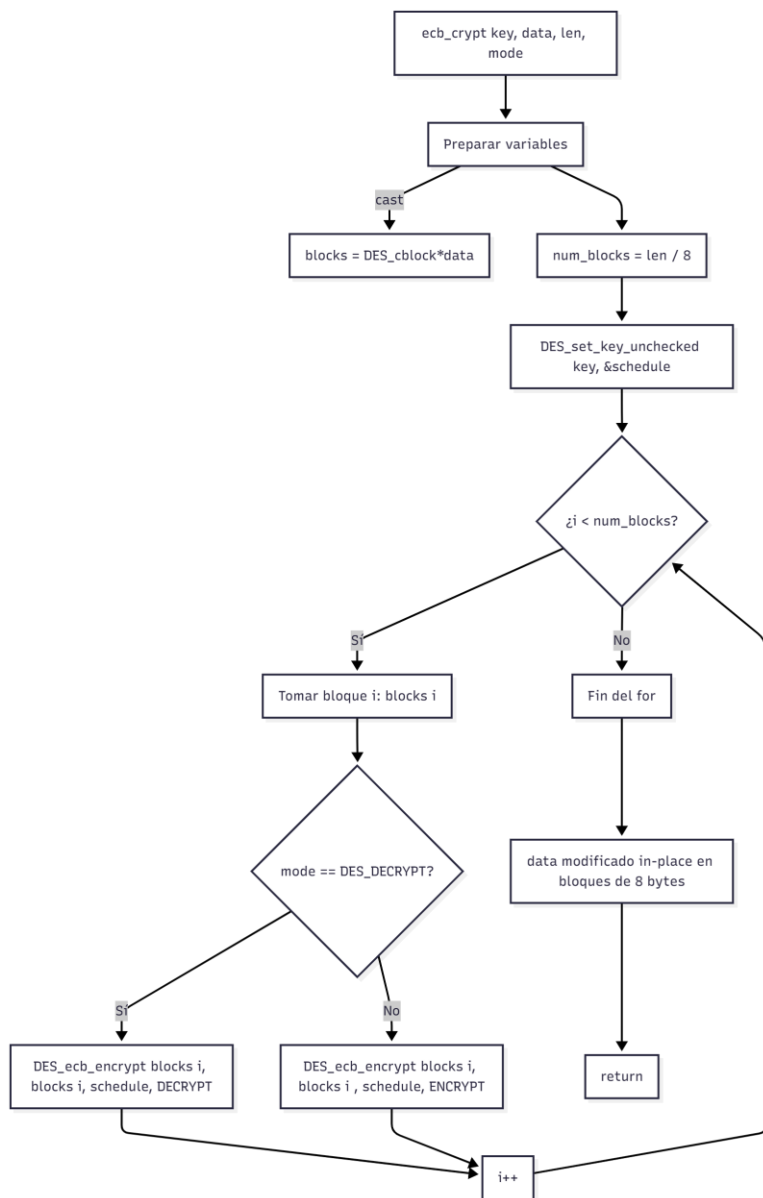 ecb_crypt key, data, len,
mode
Preparar variables
cast
blocks = DES_cblock*data
num_blocks = len / 8
DES_set_key_unchecked
key, &schedule
¿i < num_blocks?
Sí
No
Tomar bloque i: blocks i
Fin del for
mode == DES_DECRYPT?
data modificado in-place en
bloques de 8 bytes
Sí
No
DES_ecb_encrypt blocks i,
blocks i, schedule, DECRYPT
DES_ecb_encrypt blocks i,
blocks i , schedule, ENCRYPT
return
i++